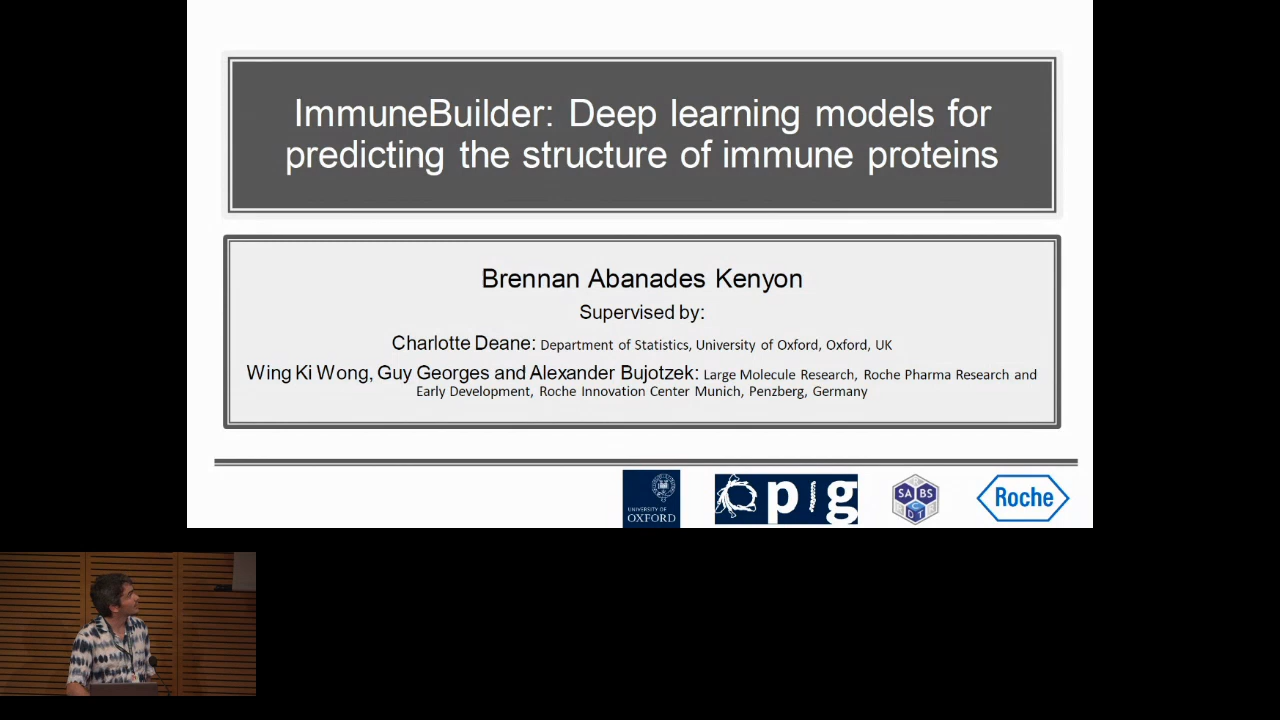 ImmuneBuilder: Deep learning models for
predicting the structure of immune proteins
Brennan Abanades Kenyon
Supervised by:
Charlotte Deane: Department of Statistics, University of Oxford, Oxford, UK
Wing Ki Wong, Guy Georges and Alexander Bujotzek: Large Molecule Research, Roche Pharma Research and
Early Development, Roche Innovation Center Munich, Penzberg, Germany
UNIVERSITY OF
OXFORD
opig
SABS
CDT
Roche